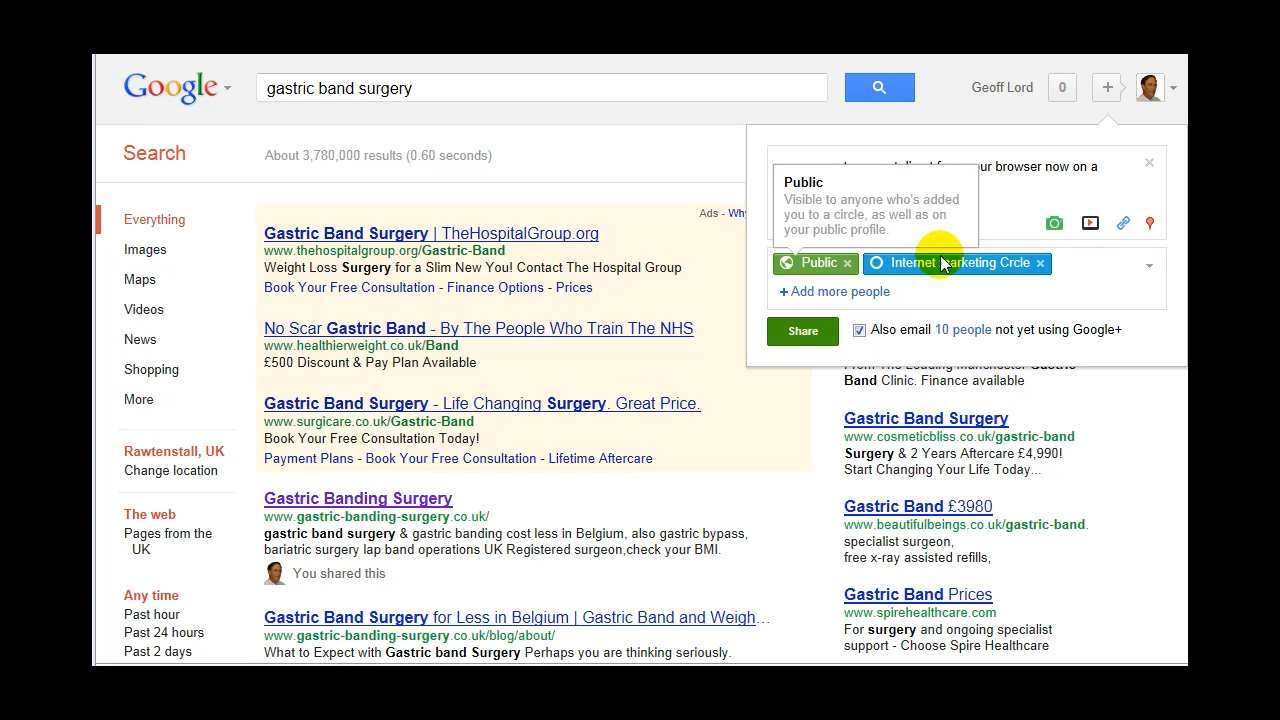 Google
gastric band surgery
Geoff Lord
0
+
Search
About 3,780,000 results (0.60 seconds)
our browser now on a
Public
Visible to anyone who's added
you to a circle, as well as on
your public profile.
Public ×
Internet Marketing Crcle ×
+ Add more people
Share
Also email 10 people not yet using Google+
Everything
Images
Maps
Videos
News
Shopping
More
Rawtenstall, UK
Change location
The web
Pages from the
UK
Any time
Past hour
Past 24 hours
Past 2 days
Ads - Why
Gastric Band Surgery | TheHospitalGroup.org
www.thehospitalgroup.org/Gastric-Band
Weight Loss Surgery for a Slim New You! Contact The Hospital Group
Book Your Free Consultation - Finance Options - Prices
No Scar Gastric Band - By The People Who Train The NHS
www.healthierweight.co.uk/Band
£500 Discount & Pay Plan Available
Gastric Band Surgery - Life Changing Surgery. Great Price.
www.surgicare.co.uk/Gastric-Band
Book Your Free Consultation Today!
Payment Plans - Book Your Free Consultation - Lifetime Aftercare
Gastric Banding Surgery
www.gastric-banding-surgery.co.uk/
gastric band surgery & gastric banding cost less in Belgium, also gastric bypass,
bariatric surgery lap band operations UK Registered surgeon,check your BMI.
You shared this
Gastric Band Surgery for Less in Belgium | Gastric Band and Weigh…
www.gastric-banding-surgery.co.uk/blog/about/
What to Expect with Gastric band Surgery Perhaps you are thinking seriously.
From The Leading Manchester Gastric
Band Clinic. Finance available
Gastric Band Surgery
www.cosmeticbliss.co.uk/gastric-band
Surgery & 2 Years Aftercare £4,990!
Start Changing Your Life Today...
Gastric Band £3980
www.beautifulbeings.co.uk/gastric-band.
specialist surgeon,
free x-ray assisted refills,
Gastric Band Prices
www.spirehealthcare.com
For surgery and ongoing specialist
support - Choose Spire Healthcare